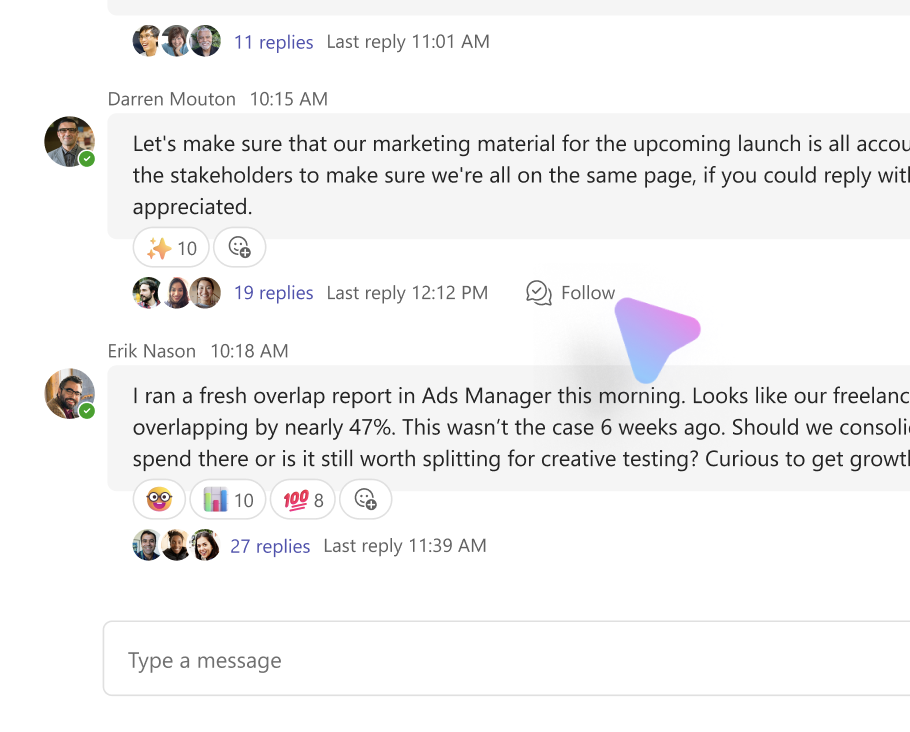 11 replies Last reply 11:01 AM
Darren Mouton 10:15 AM
Let's make sure that our marketing material for the upcoming launch is all
the stakeholders to make sure we're all on the same page, if you could reply
appreciated.
10
19 replies Last reply 12:12 PM Follow
Erik Nason 10:18 AM
I ran a fresh overlap report in Ads Manager this morning. Looks like our
overlapping by nearly 47%. This wasn’t the case 6 weeks ago. Should we
spend there or is it still worth splitting for creative testing? Curious to get
10 100 8
27 replies Last reply 11:39 AM
Type a message